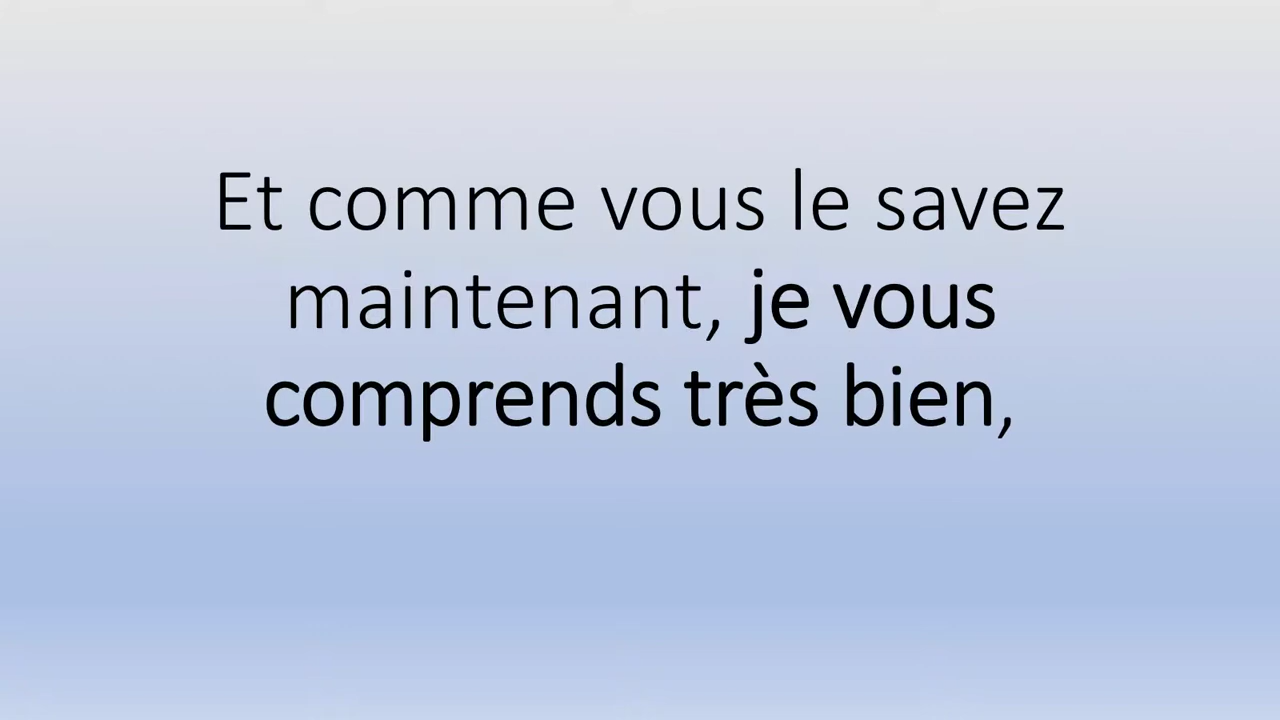 Et comme vous le savez
maintenant, je vous
comprends très bien,